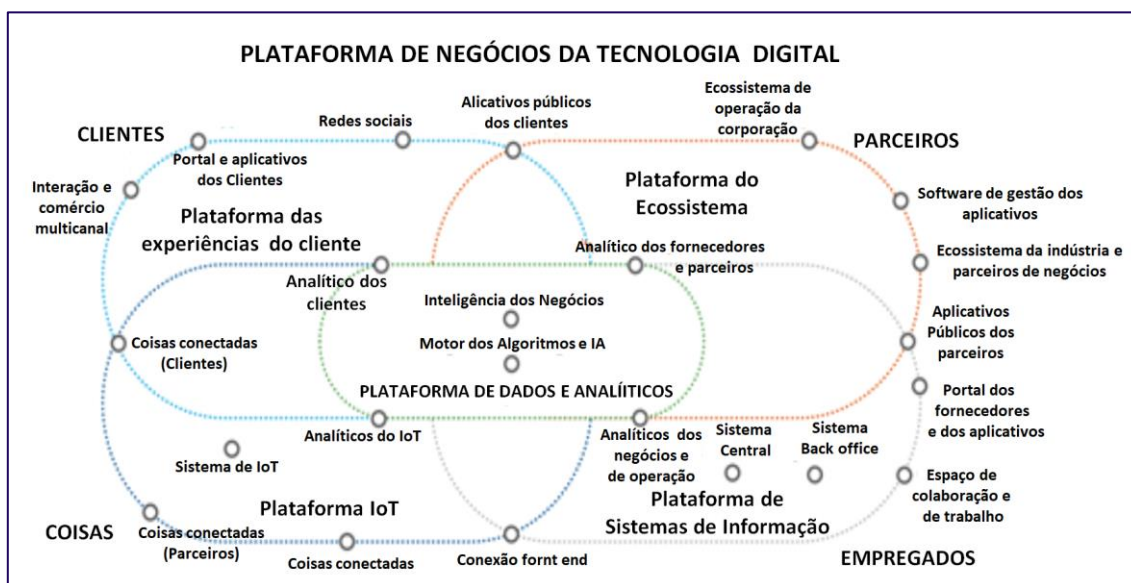 PLATAFORMA DE NEGÓCIOS DA TECNOLOGIA DIGITAL
CLIENTES
Portal e aplicativos
dos Clientes
Redes sociais
Alicativos públicos
dos clientes
Ecossistema de
operação da
corporação
PARCEIROS
Interação e
comércio
multicanal
Plataforma das
experiências do cliente
Plataforma do
Ecossistema
Software de gestão dos
aplicativos
Analítico dos
clientes
Analítico dos fornecedores
e parceiros
Ecossistema da indústria e
parceiros de negócios
Inteligência dos Negócios
Motor dos Algoritmos e IA
PLATAFORMA DE DADOS E ANALÍITICOS
Coisas conectadas
(Clientes)
Aplicativos
Públicos dos
parceiros
Portal dos
fornecedores
e dos aplicativos
Analíticos do IoT
Analíticos dos
negócios e
de operação
Sistema
Central
Sistema
Back office
Sistema de IoT
Espaço de
colaboração e
de trabalho
Plataforma IoT
Plataforma de
Sistemas de Informação
COISAS
Coisas conectadas
(Parceiros)
Coisas conectadas
Conexão fornt end
EMPREGADOS